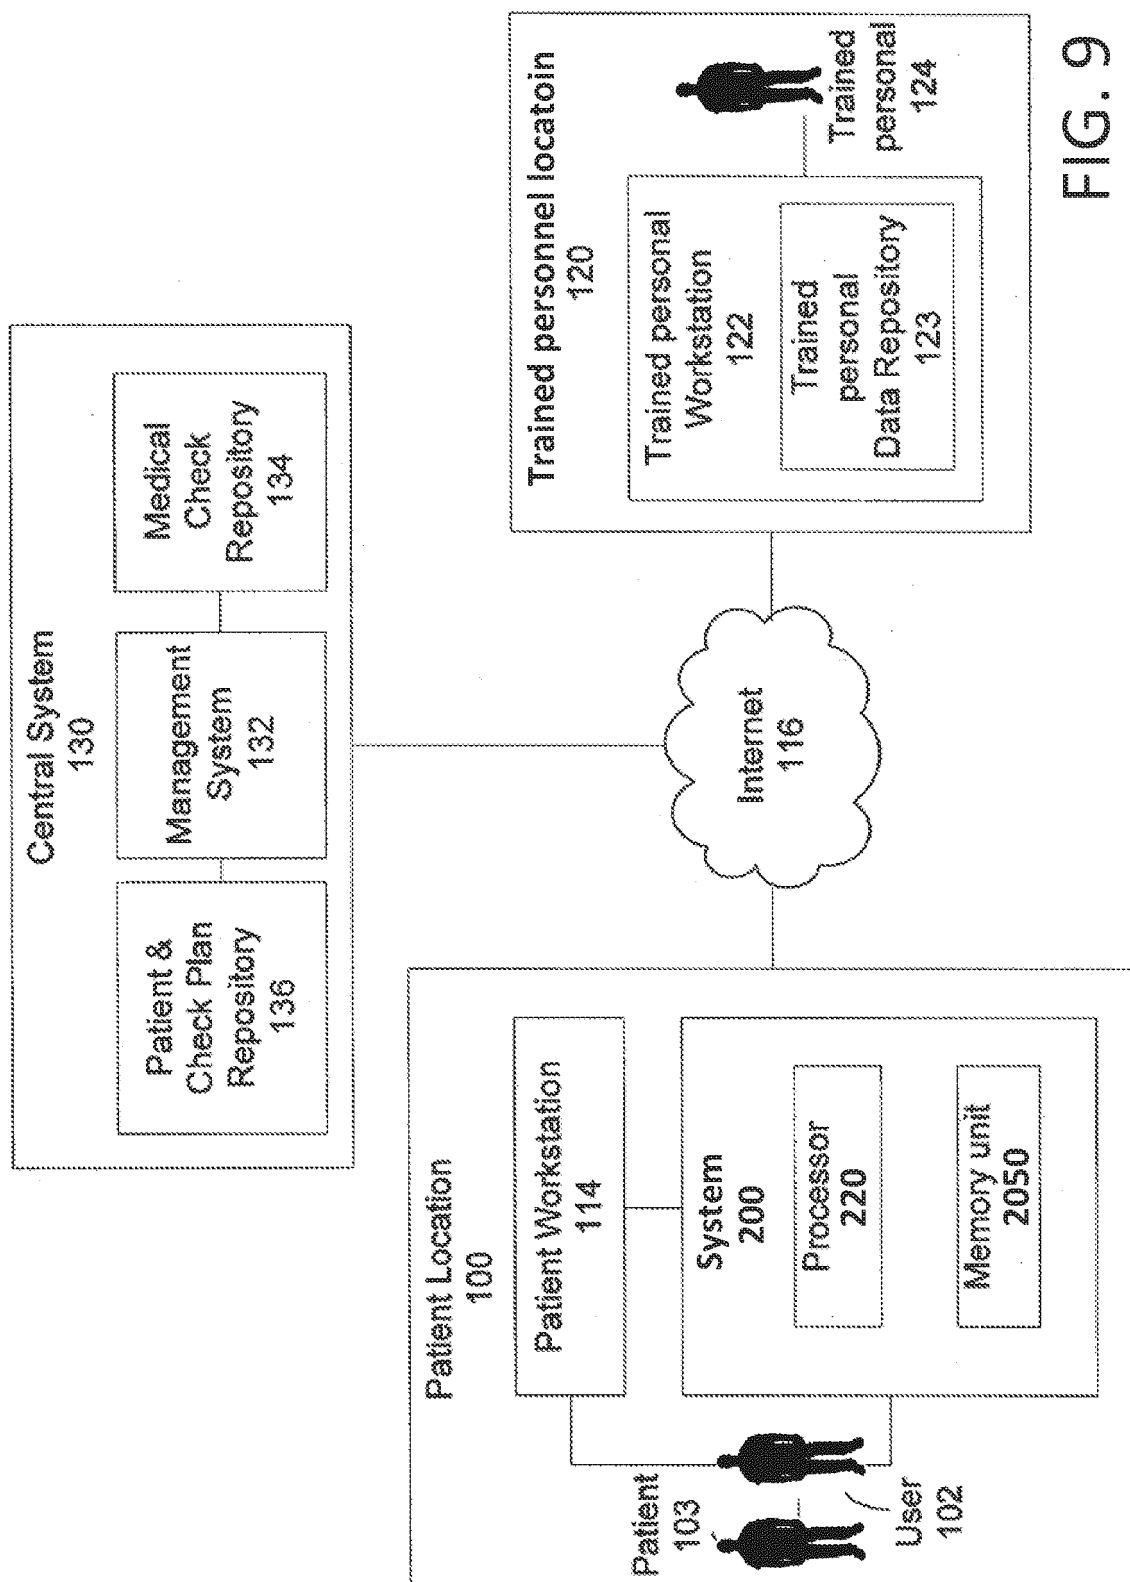 Central System
130
Patient &
Check Plan
Repository
136
Management
System
132
Medical
Check
Repository
134
Patient Location
100
Patient Workstation
114
System
200
Processor
220
Memory unit
2050
Patient
103
User
102
Internet
116
Trained personnel locatoin
120
Trained personal
Workstation
122
Trained
personal
Data Repository
123
Trained
personal
124
FIG. 9